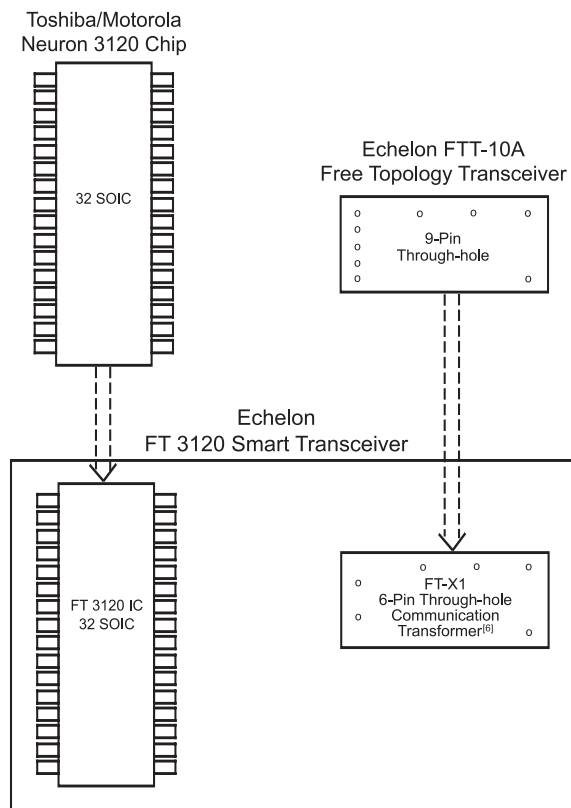 Toshiba/Motorola
Neuron 3120 Chip
32 SOIC
Echelon FTT-10A
Free Topology Transceiver
9-Pin
Through-hole
Echelon
FT 3120 Smart Transceiver
FT 3120 IC
32 SOIC
FT-X1
6-Pin Through-hole
Communication
Transformer[6]